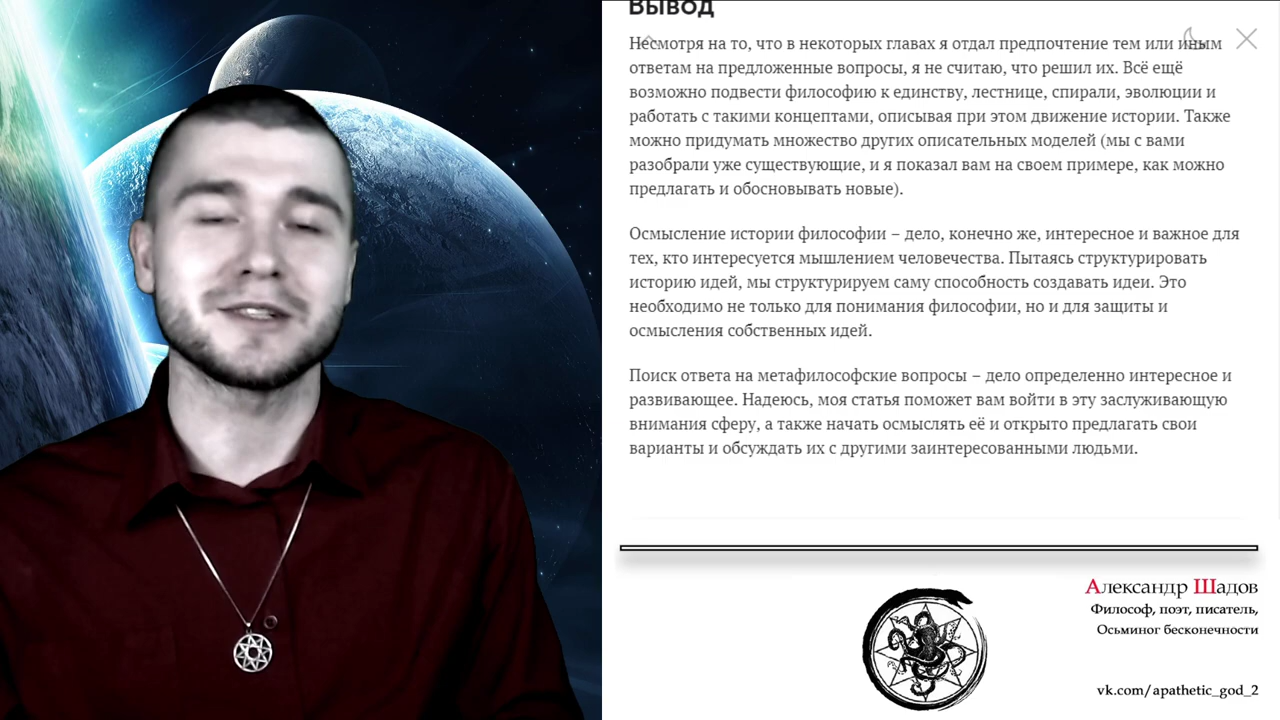 Вывод
Несмотря на то, что в некоторых главах я отдал предпочтение тем или иным
ответам на предложенные вопросы, я не считаю, что решил их. Всё ещё
возможно подвести философию к единству, лестнице, спирали, эволюции и
работать с такими концептами, описывая при этом движение истории. Также
можно придумать множество других описательных моделей (мы с вами
разобрали уже существующие, и я показал вам на своем примере, как можно
предлагать и обосновывать новые).
Осмысление истории философии – дело, конечно же, интересное и важное для
тех, кто интересуется мышлением человечества. Пытаясь структурировать
историю идей, мы структурируем саму способность создавать идеи. Это
необходимо не только для понимания философии, но и для защиты и
осмысления собственных идей.
Поиск ответа на метафилософские вопросы – дело определенно интересное и
развивающее. Надеюсь, моя статья поможет вам войти в эту заслуживающую
внимания сферу, а также начать осмыслять её и открыто предлагать свои
варианты и обсуждать их с другими заинтересованными людьми.
Александр Шадов
Философ, поэт, писатель,
Осьминог бесконечности
vk.com/apathetic_god_2